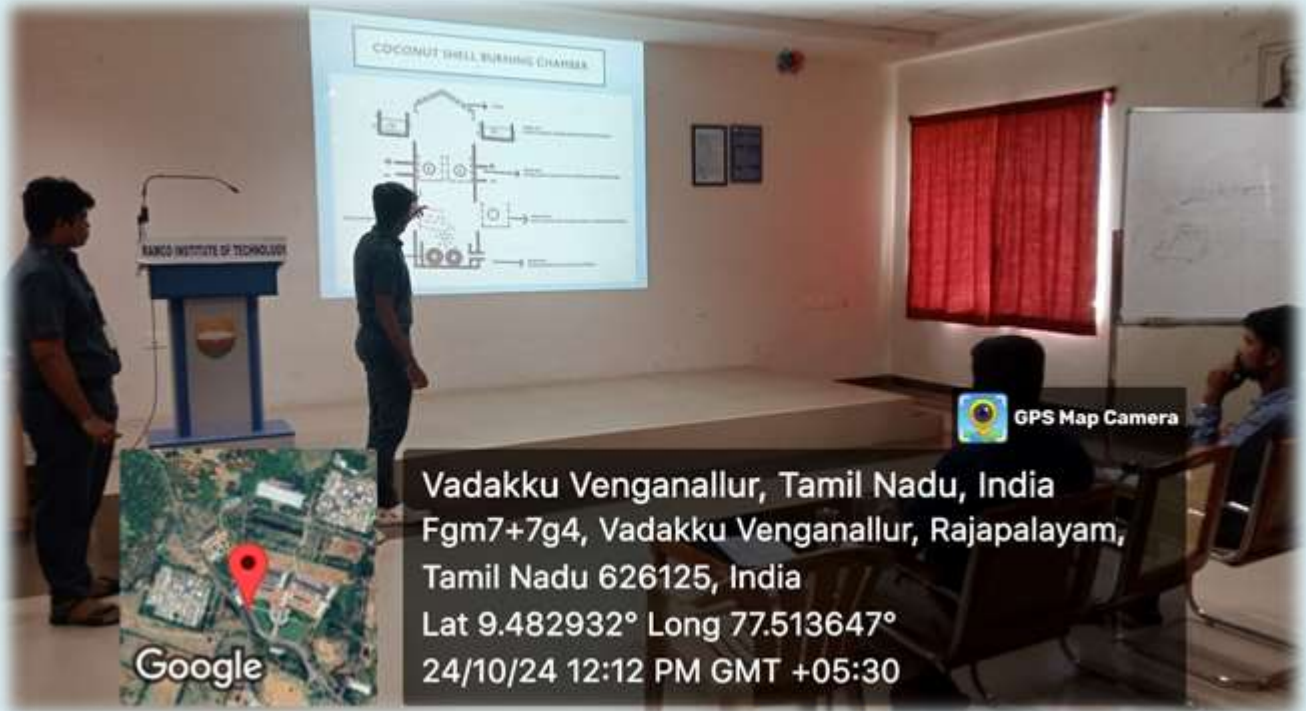 COCONUT SHELL BURNING CHAMBER
RAMCO INSTITUTE OF TECHNOLOGY
GPS Map Camera
Vadakku Venganallur, Tamil Nadu, India
Fgm7+7g4, Vadakku Venganallur, Rajapalayam,
Tamil Nadu 626125, India
Lat 9.482932° Long 77.513647°
24/10/24 12:12 PM GMT +05:30
Google